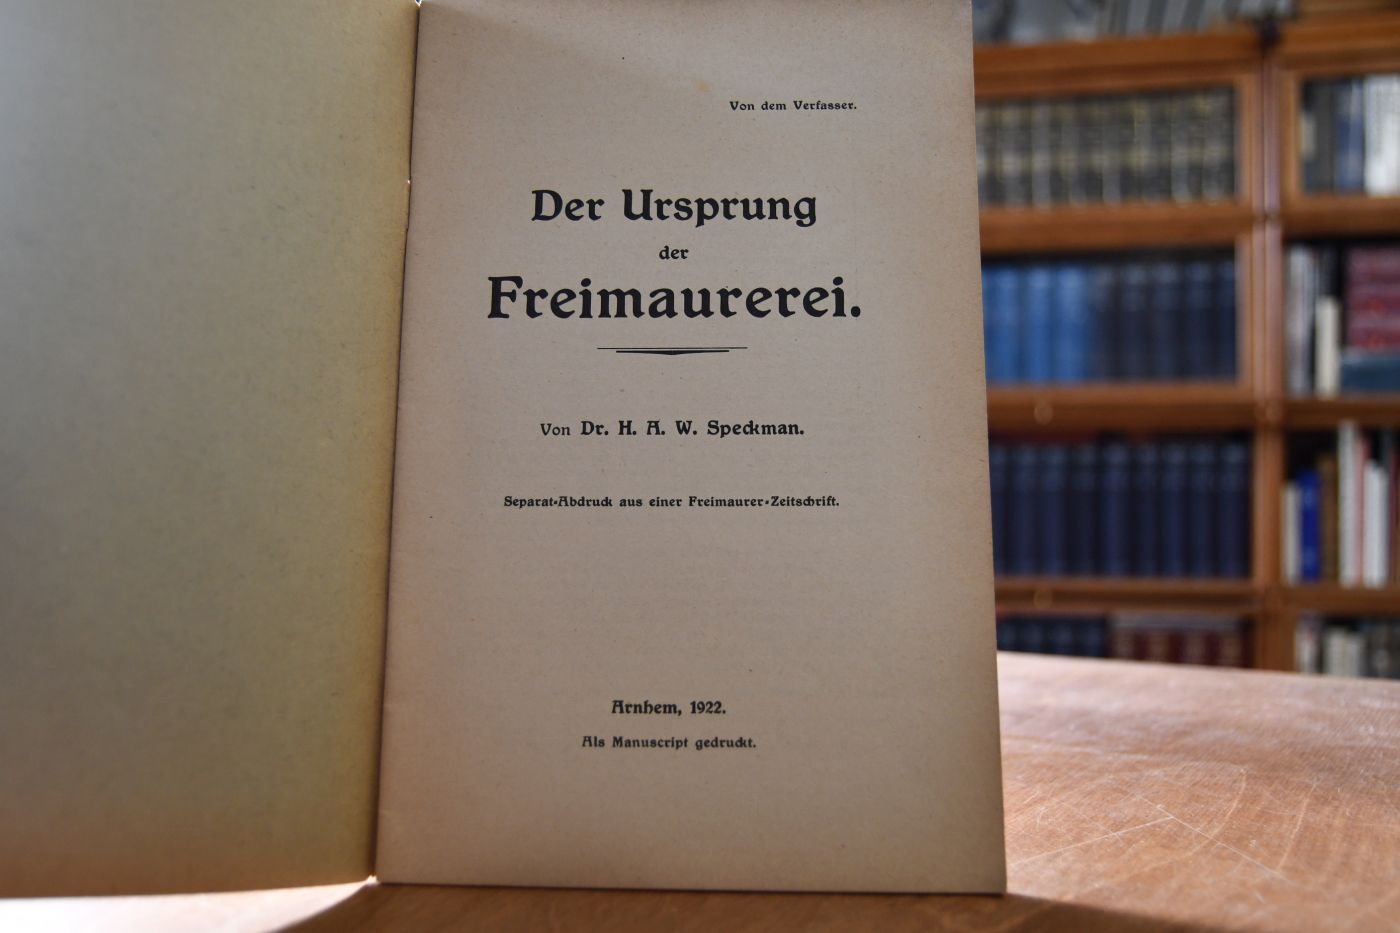 Von dem Verfasser.
Der Ursprung
der
Freimaurerei.
Von Dr. H. A. W. Speckman.
Separat-Abdruck aus einer Freimaurer-Zeitschrift.
Arnhem, 1922.
Als Manuscript gedruckt.